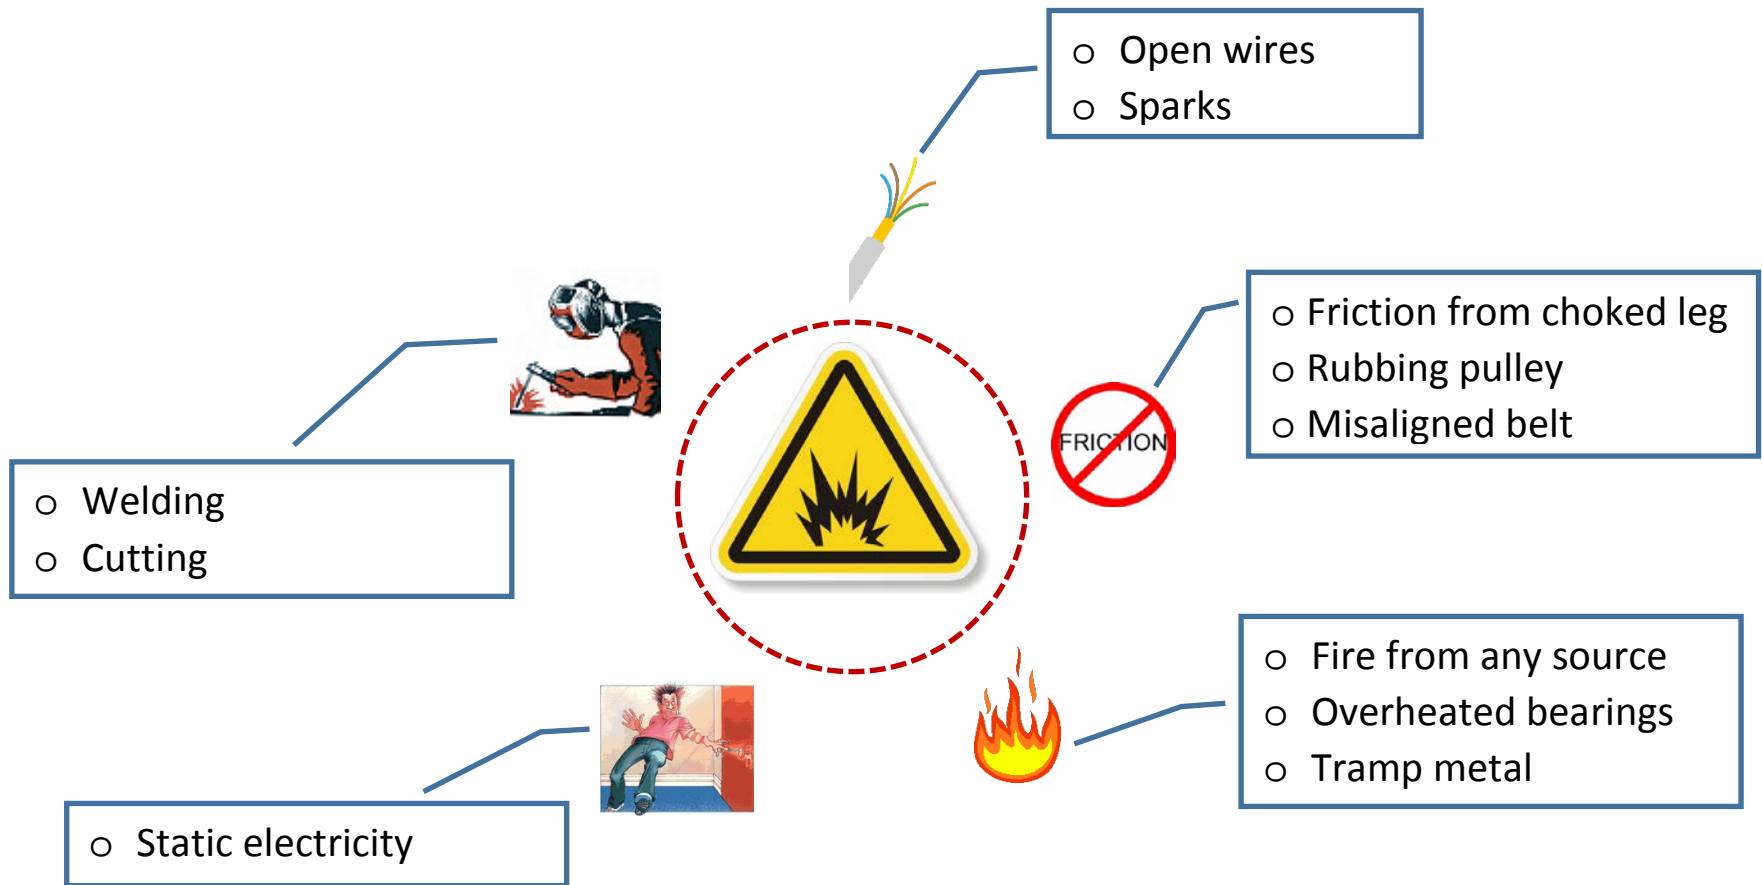 o Open wires
o Sparks
o Friction from choked leg
o Rubbing pulley
o Misaligned belt
FRICTION
o Welding
o Cutting
o Fire from any source
o Overheated bearings
o Tramp metal
o Static electricity